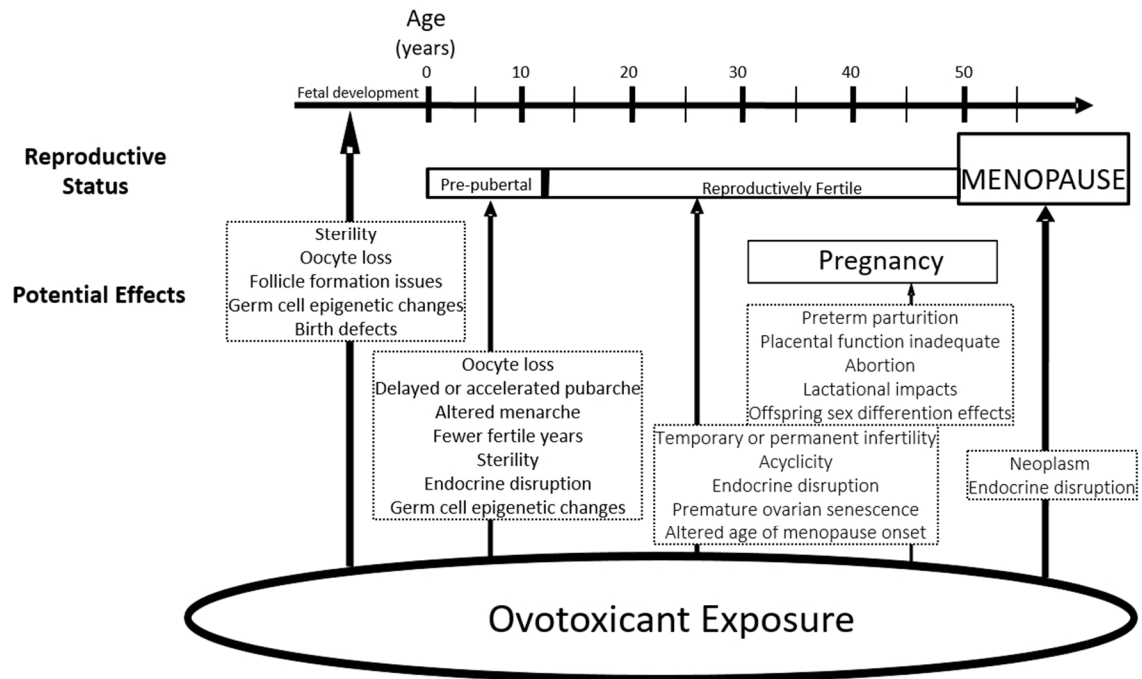 Age
(years)
0 10 20 30 40 50
Fetal development
Reproductive
Status
Pre-pubertal
Reproductively Fertile
MENOPAUSE
Potential Effects
Sterility
Oocyte loss
Follicle formation issues
Germ cell epigenetic changes
Birth defects
Oocyte loss
Delayed or accelerated pubarche
Altered menarche
Fewer fertile years
Sterility
Endocrine disruption
Germ cell epigenetic changes
Pregnancy
Preterm parturition
Placental function inadequate
Abortion
Lactational impacts
Offspring sex differention effects
Temporary or permanent infertility
Acyclicity
Endocrine disruption
Premature ovarian senescence
Altered age of menopause onset
Neoplasm
Endocrine disruption
Ovotoxicant Exposure